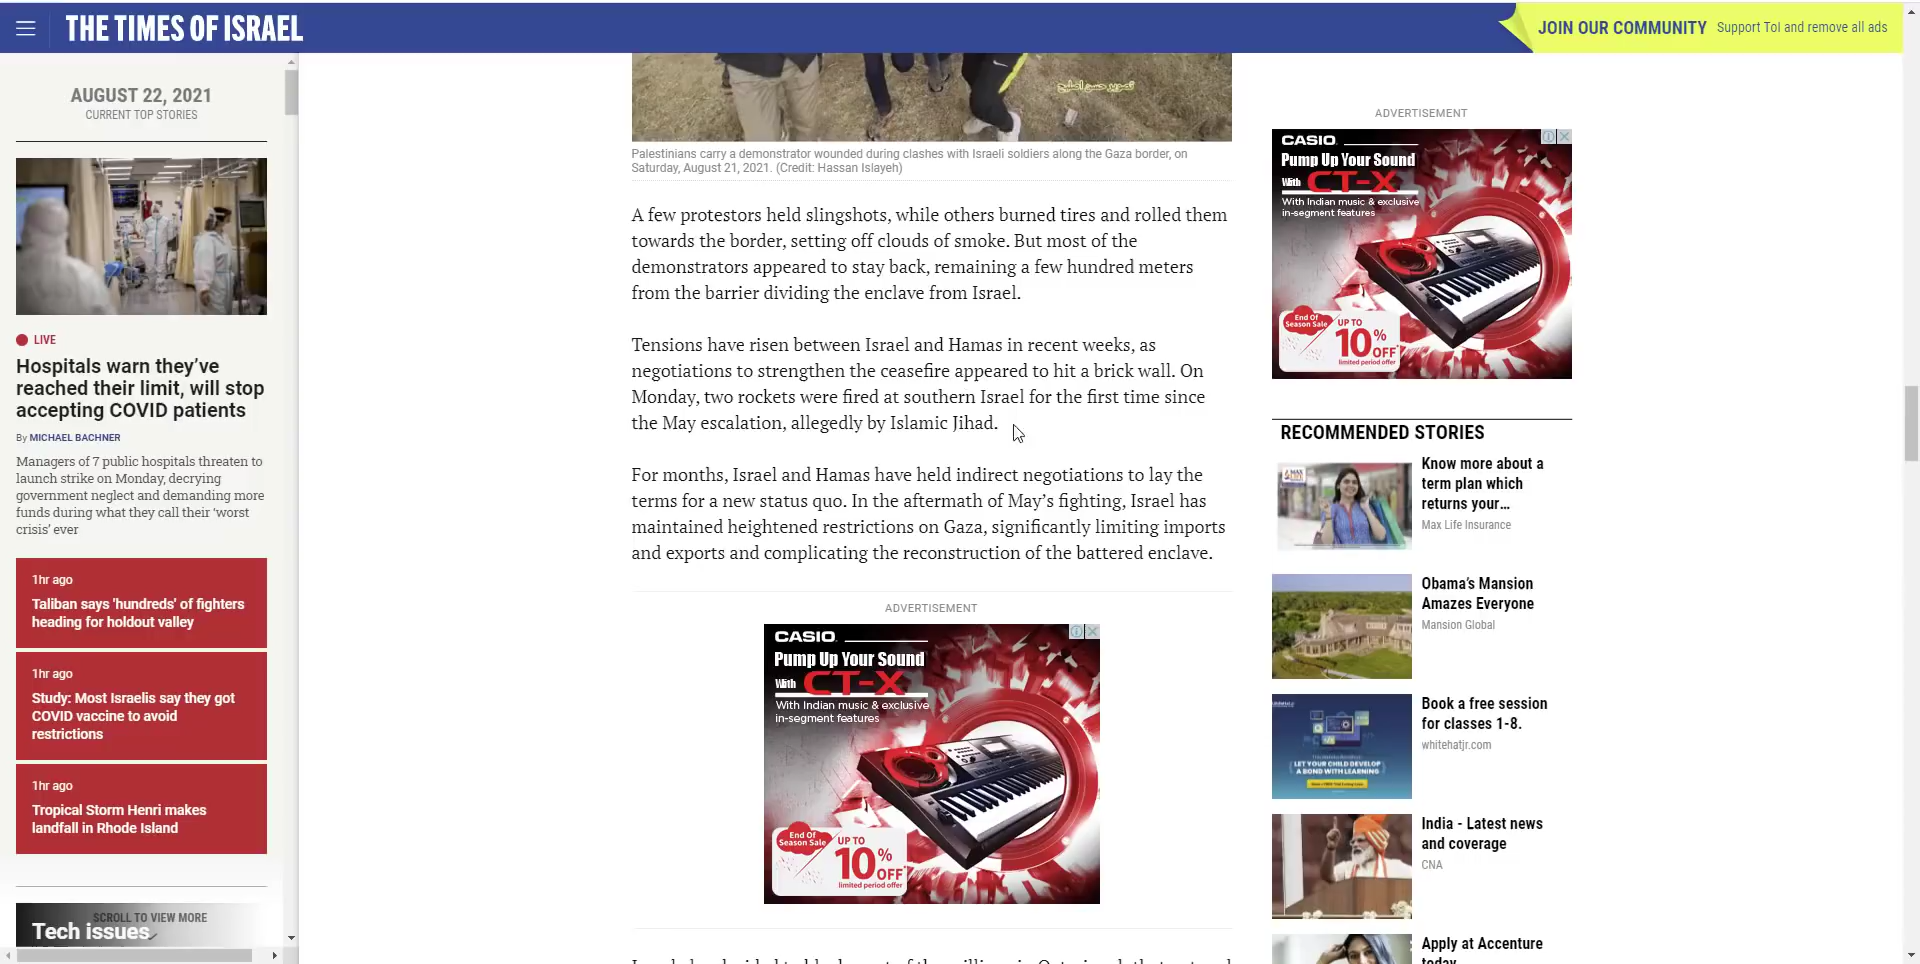 THE TIMES OF ISRAEL
JOIN OUR COMMUNITY Support ToI and remove all ads
AUGUST 22, 2021
CURRENT TOP STORIES
LIVE
Hospitals warn they've
reached their limit, will stop
accepting COVID patients
By MICHAEL BACHNER
Managers of 7 public hospitals threaten to
launch strike on Monday, decrying
government neglect and demanding more
funds during what they call their 'worst
crisis' ever
1hr ago
Taliban says 'hundreds' of fighters
heading for holdout valley
1hr ago
Study: Most Israelis say they got
COVID vaccine to avoid
restrictions
1hr ago
Tropical Storm Henri makes
landfall in Rhode Island
SCROLL TO VIEW MORE
Tech issues
Palestinians carry a demonstrator wounded during clashes with Israeli soldiers along the Gaza border, on
Saturday, August 21, 2021. (Credit: Hassan Islayeh)
A few protestors held slingshots, while others burned tires and rolled them
towards the border, setting off clouds of smoke. But most of the
demonstrators appeared to stay back, remaining a few hundred meters
from the barrier dividing the enclave from Israel.
Tensions have risen between Israel and Hamas in recent weeks, as
negotiations to strengthen the ceasefire appeared to hit a brick wall. On
Monday, two rockets were fired at southern Israel for the first time since
the May escalation, allegedly by Islamic Jihad.
For months, Israel and Hamas have held indirect negotiations to lay the
terms for a new status quo. In the aftermath of May's fighting, Israel has
maintained heightened restrictions on Gaza, significantly limiting imports
and exports and complicating the reconstruction of the battered enclave.
ADVERTISEMENT
CASIO
Pump Up Your Sound
With CT-X
With Indian music & exclusive
in-segment features
End Of
Season Sale
UP TO
10% OFF
limited period offer
ADVERTISEMENT
CASIO
Pump Up Your Sound
With CT-X
With Indian music & exclusive
in-segment features
End Of
Season Sale
UP TO
10% OFF
limited period offer
RECOMMENDED STORIES
Know more about a
term plan which
returns your...
Max Life Insurance
Obama's Mansion
Amazes Everyone
Mansion Global
LET YOUR CHILD DEVELOP
A BOND WITH LEARNING
Book a free session
for classes 1-8.
whitehatjr.com
India - Latest news
and coverage
CNA
Apply at Accenture
today